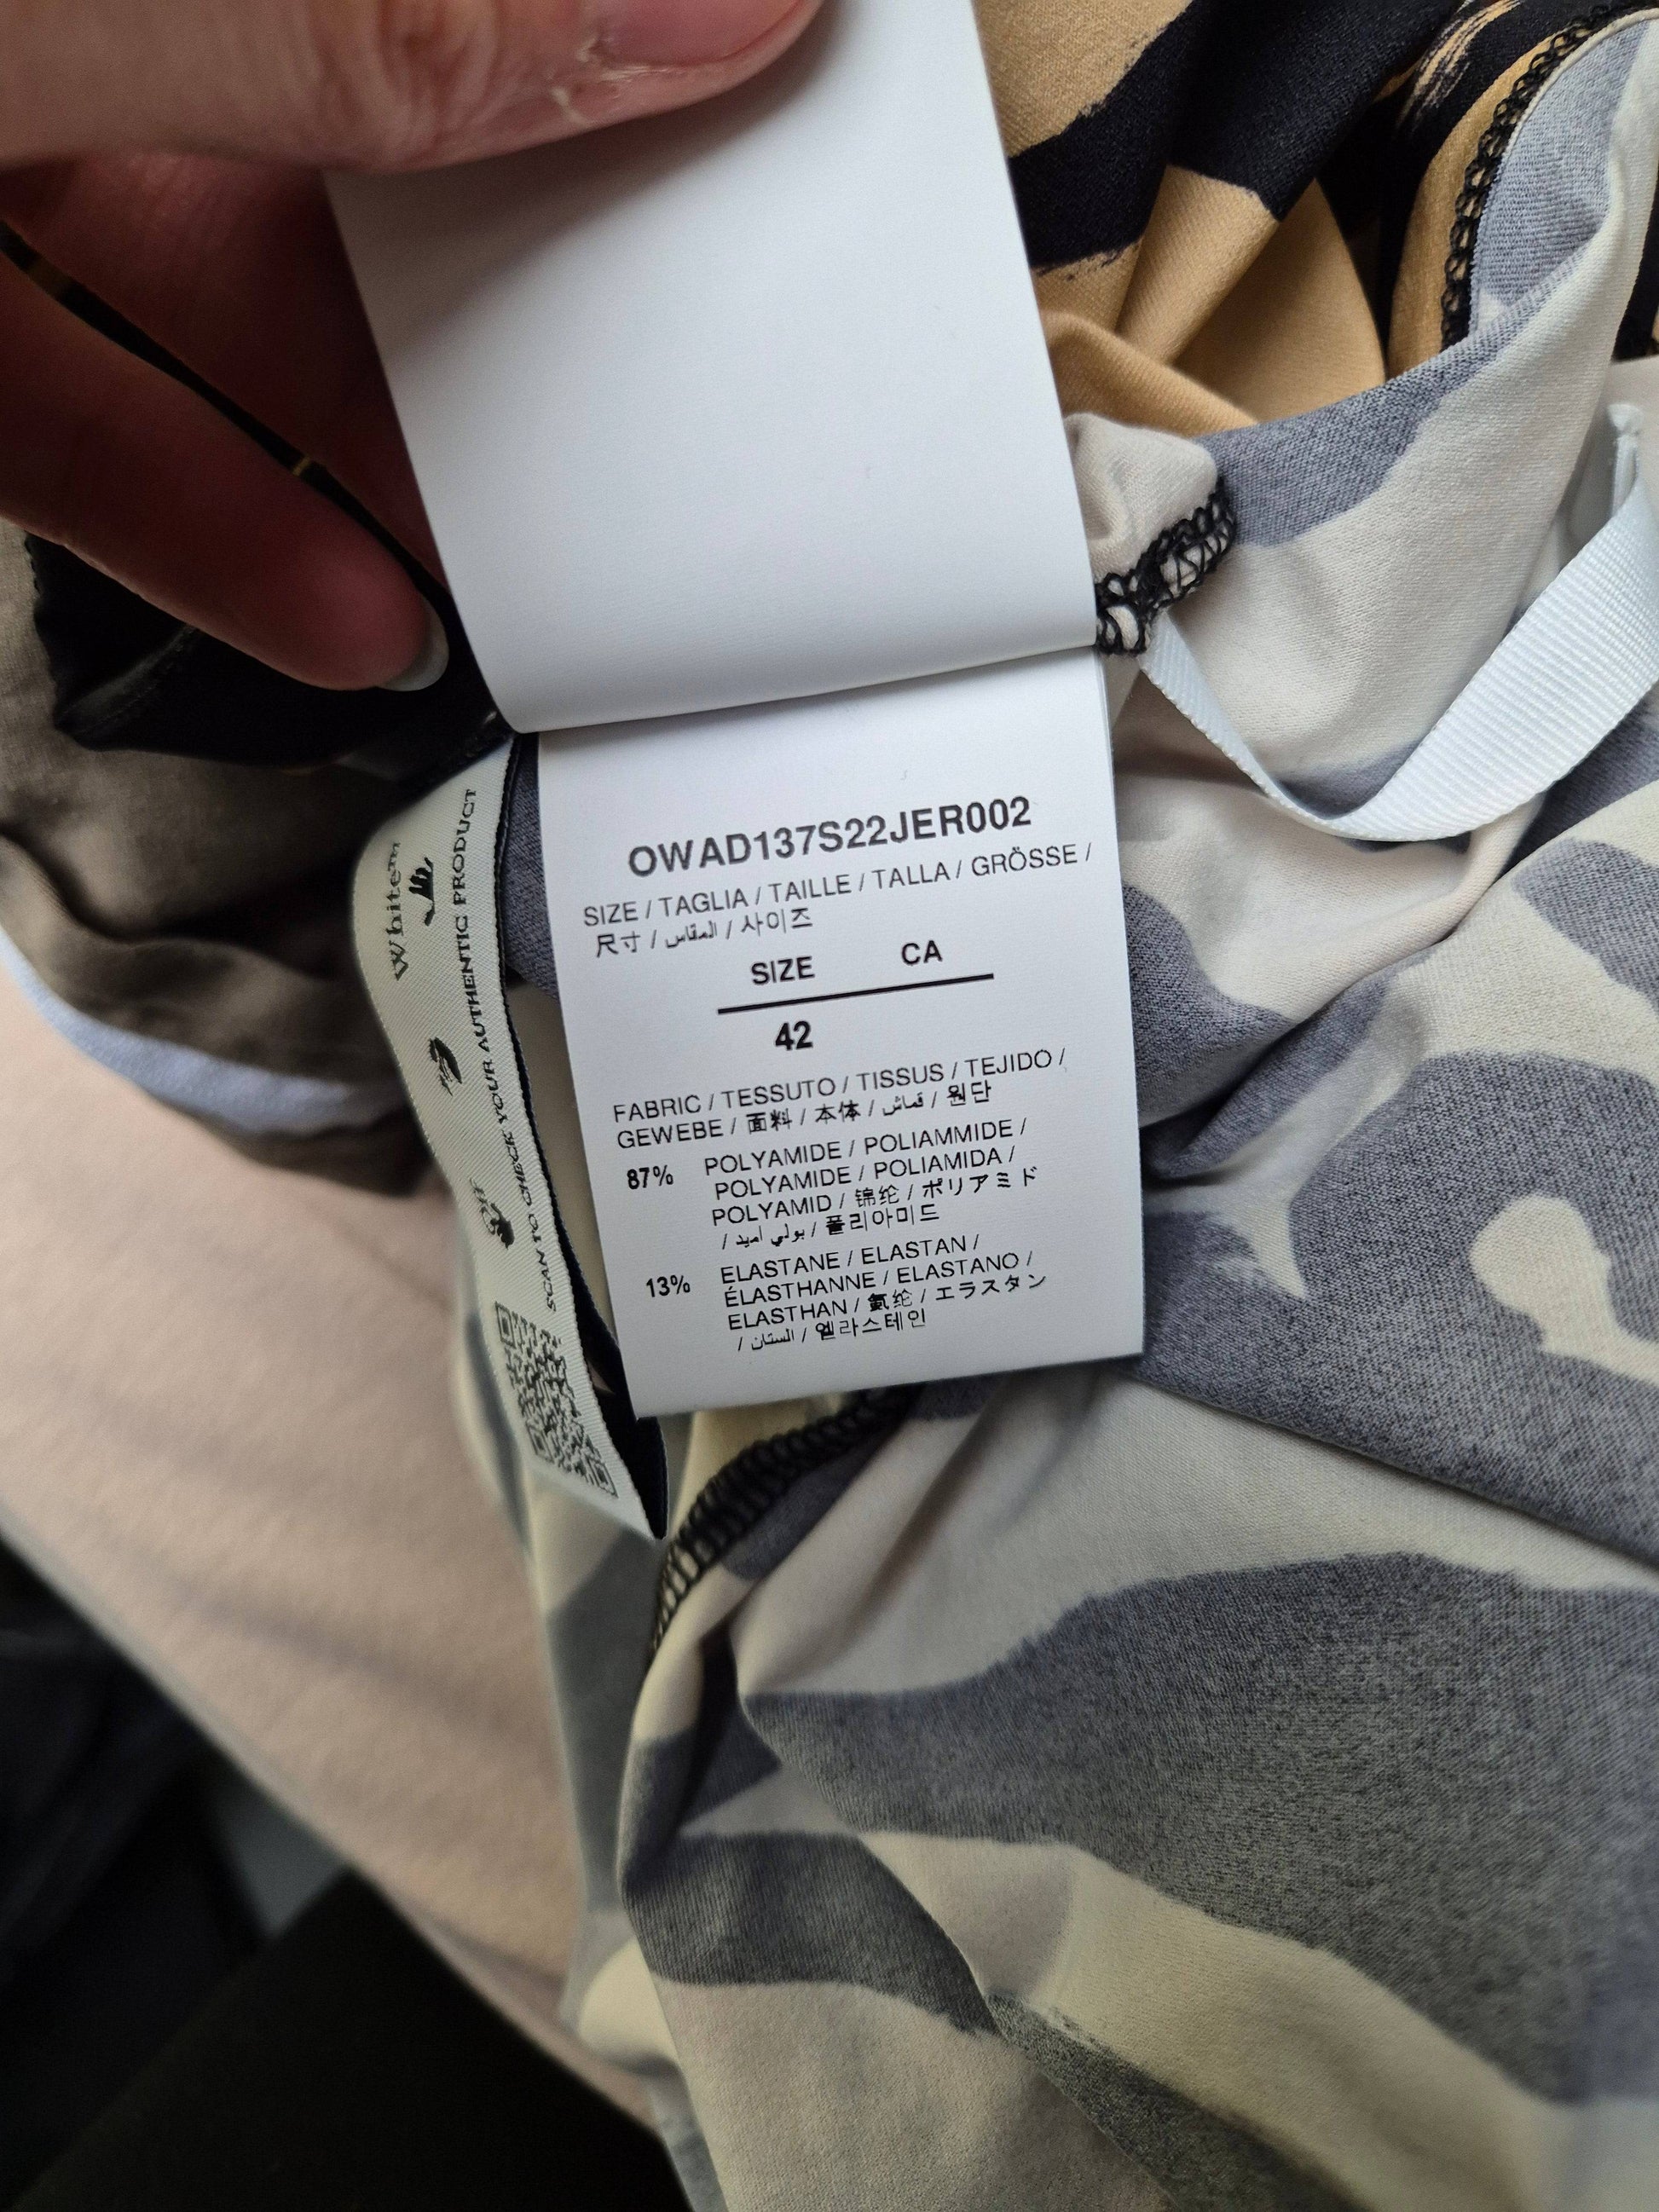 OWAD137S22JER002
SIZE / TAGLIA / TAILLE / TALLA / GRÖSSE /
尺寸 / المقاس / 사이즈
SIZE CA
42
FABRIC / TESSUTO / TISSUS / TEJIDO /
GEWEBE / 面料 / 本体 / قماش / 원단
87% POLYAMIDE / POLIAMMIDE /
POLYAMIDE / POLIAMIDA /
POLYAMID / 锦纶 / ポリアミド
/ بولي اميد / 폴리아미드
13% ELASTANE / ELASTAN /
ÉLASTHANNE / ELASTANO /
ELASTHAN / 氨纶 / エラスタン
/ الستان / 엘라스테인
White™
Off
SCAN TO CHECK YOUR AUTHENTIC PRODUCT